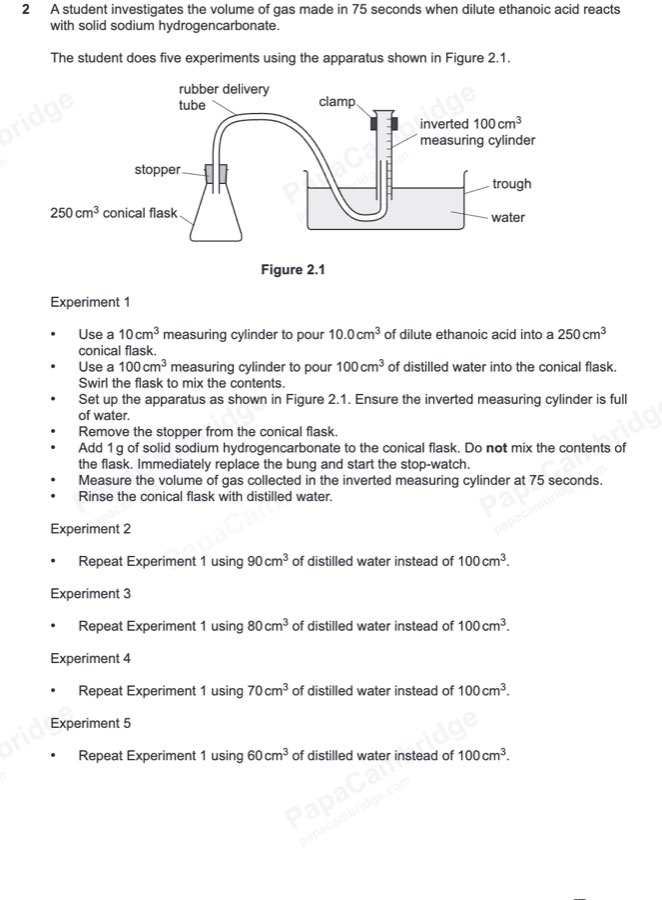 2 A student investigates the volume of gas made in 75 seconds when dilute ethanoic acid reacts
with solid sodium hydrogencarbonate.
The student does five experiments using the apparatus shown in Figure 2.1.
rubber delivery
tube
clamp
inverted 100 cm³
measuring cylinder
stopper
trough
250 cm³ conical flask
water
Figure 2.1
Experiment 1
• Use a 10 cm³ measuring cylinder to pour 10.0 cm³ of dilute ethanoic acid into a 250 cm³
conical flask.
• Use a 100 cm³ measuring cylinder to pour 100 cm³ of distilled water into the conical flask.
Swirl the flask to mix the contents.
• Set up the apparatus as shown in Figure 2.1. Ensure the inverted measuring cylinder is full
of water.
• Remove the stopper from the conical flask.
• Add 1 g of solid sodium hydrogencarbonate to the conical flask. Do not mix the contents of
the flask. Immediately replace the bung and start the stop-watch.
• Measure the volume of gas collected in the inverted measuring cylinder at 75 seconds.
• Rinse the conical flask with distilled water.
Experiment 2
• Repeat Experiment 1 using 90 cm³ of distilled water instead of 100 cm³.
Experiment 3
• Repeat Experiment 1 using 80 cm³ of distilled water instead of 100 cm³.
Experiment 4
• Repeat Experiment 1 using 70 cm³ of distilled water instead of 100 cm³.
Experiment 5
• Repeat Experiment 1 using 60 cm³ of distilled water instead of 100 cm³.
PapaCambridge
papacambridge.com